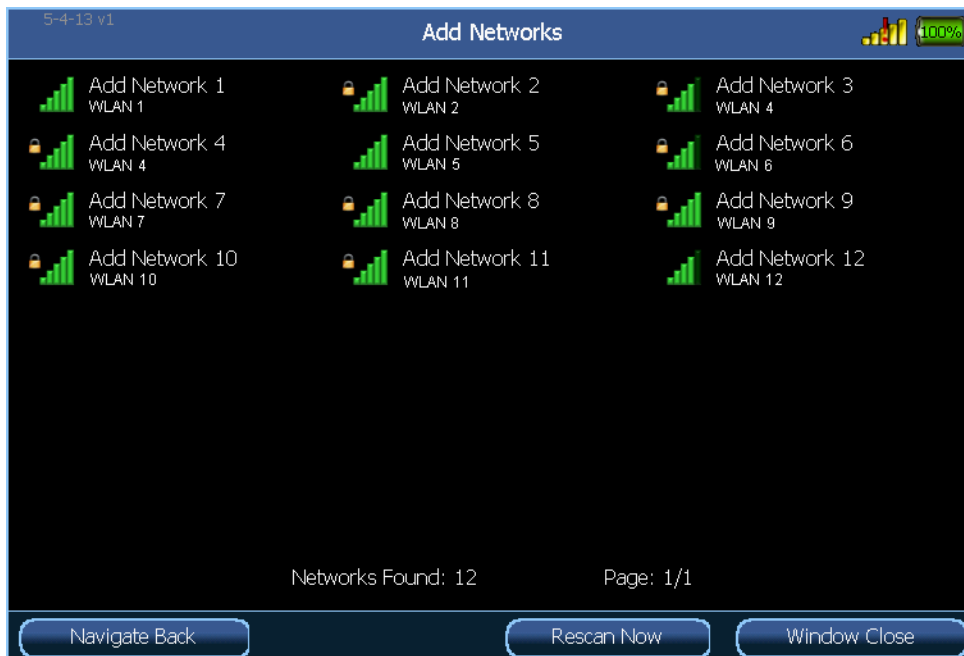 5-4-13 v1
Add Networks
100%
Add Network 1
WLAN 1
Add Network 2
WLAN 2
Add Network 3
WLAN 4
Add Network 4
WLAN 4
Add Network 5
WLAN 5
Add Network 6
WLAN 6
Add Network 7
WLAN 7
Add Network 8
WLAN 8
Add Network 9
WLAN 9
Add Network 10
WLAN 10
Add Network 11
WLAN 11
Add Network 12
WLAN 12
Networks Found: 12
Page: 1/1
Navigate Back
Rescan Now
Window Close